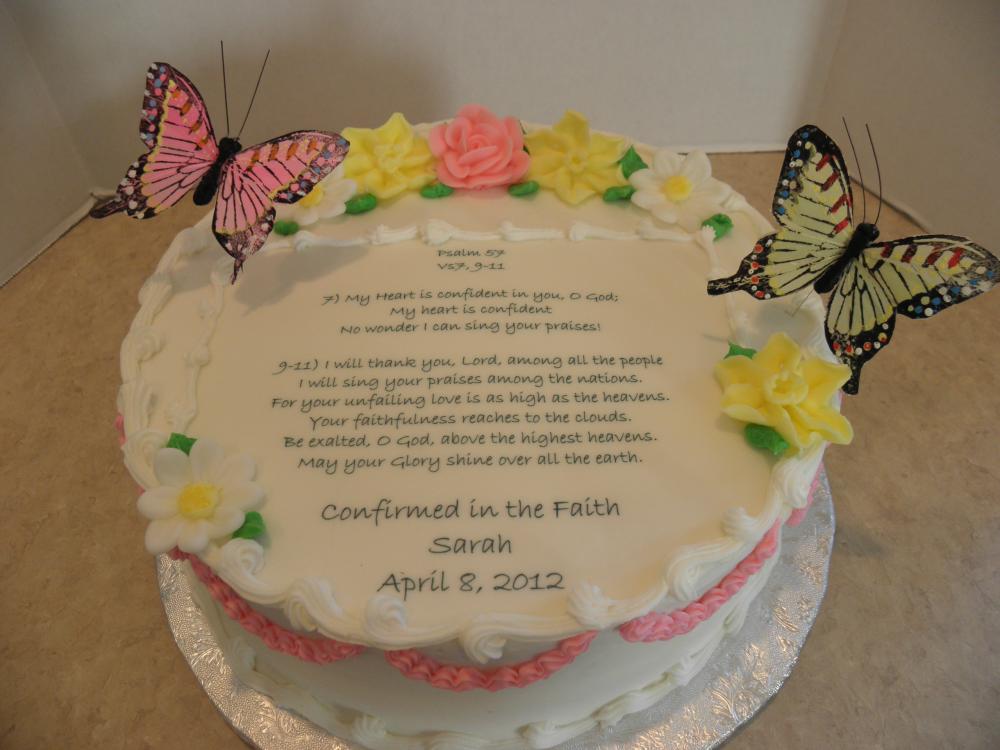 Psalm 57
vs7, 9-11
7) My Heart is confident in you, O God;
My heart is confident
No wonder I can sing your praises!
9-11) I will thank you, Lord, among all the people
I will sing your praises among the nations.
For your unfailing love is as high as the heavens.
Your faithfulness reaches to the clouds.
Be exalted, O God, above the highest heavens.
May your Glory shine over all the earth.
Confirmed in the Faith
Sarah
April 8, 2012